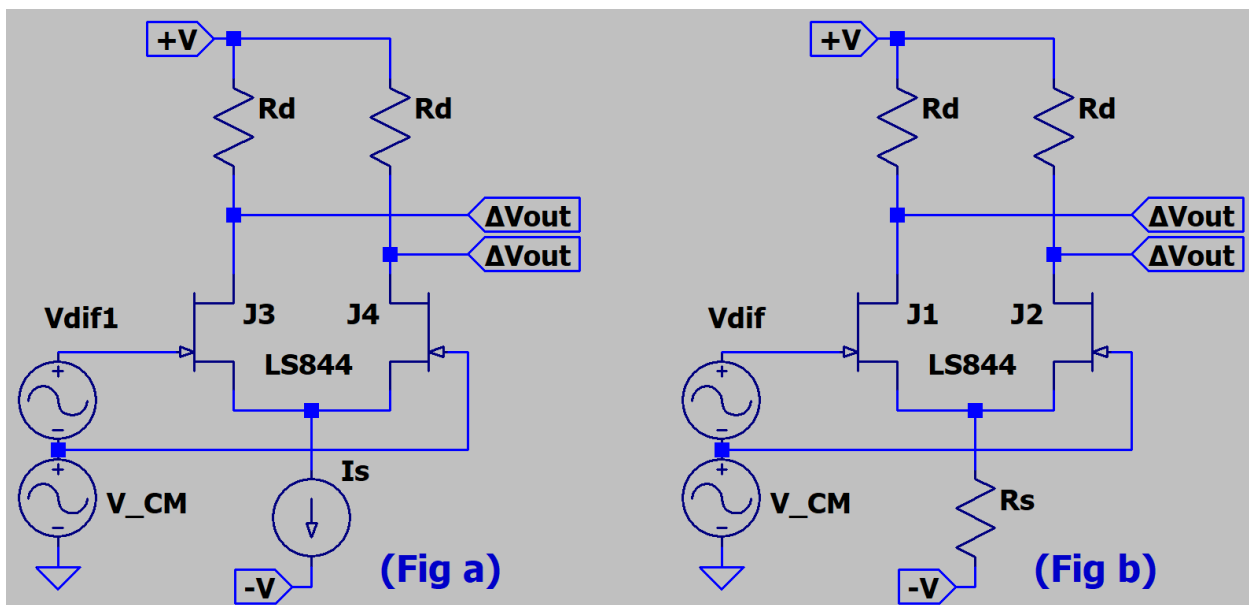 +V
+V
Rd
Rd
Rd
Rd
ΔVout
ΔVout
ΔVout
ΔVout
Vdif1
J3
J4
Vdif
J1
J2
LS844
LS844
Is
V_CM
V_CM
Rs
-V
(Fig a)
-V
(Fig b)